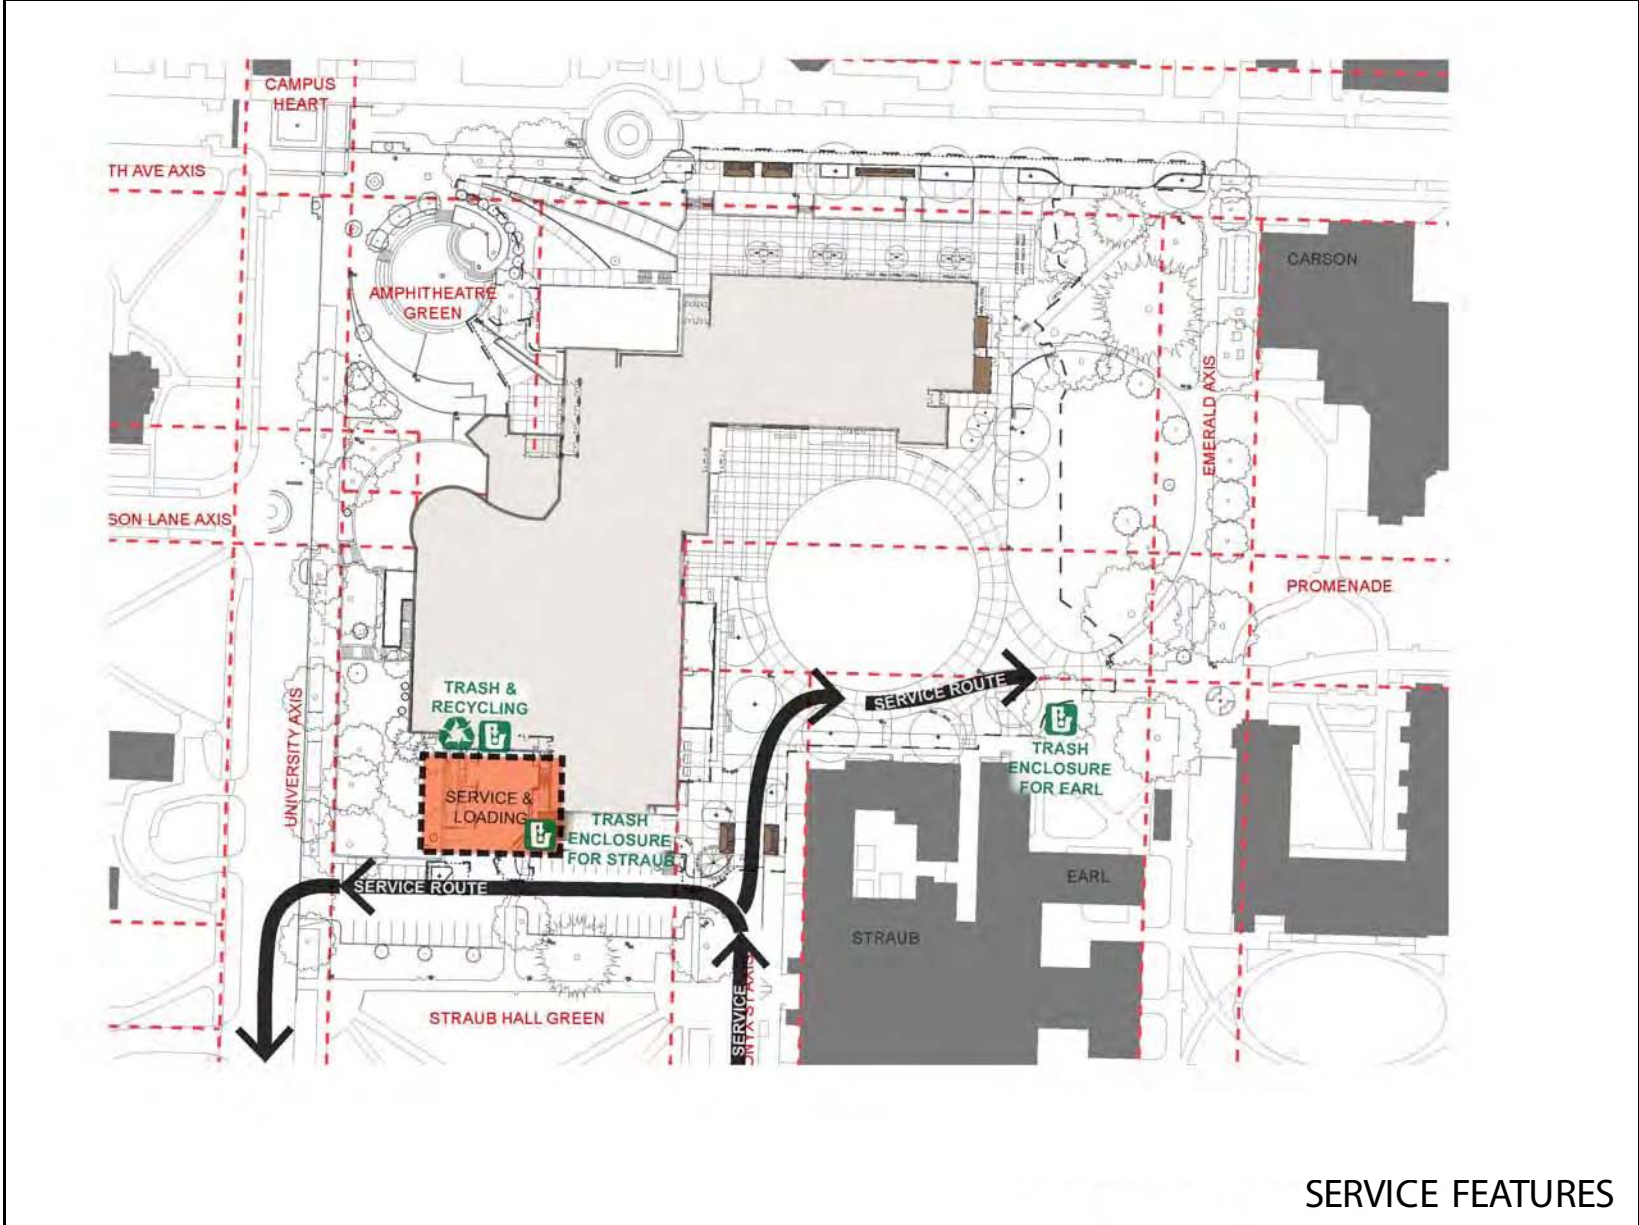 CAMPUS
HEART
TH AVE AXIS
CARSON
AMPHITHEATRE
GREEN
EMERALD AXIS
SON LANE AXIS
PROMENADE
SERVICE ROUTE
TRASH &
RECYCLING
UNIVERSITY AXIS
TRASH
ENCLOSURE
FOR EARL
SERVICE &
LOADING
TRASH
ENCLOSURE
FOR STRAUB
SERVICE ROUTE
EARL
STRAUB
SERVICE
STRAUB HALL GREEN
SERVICE FEATURES